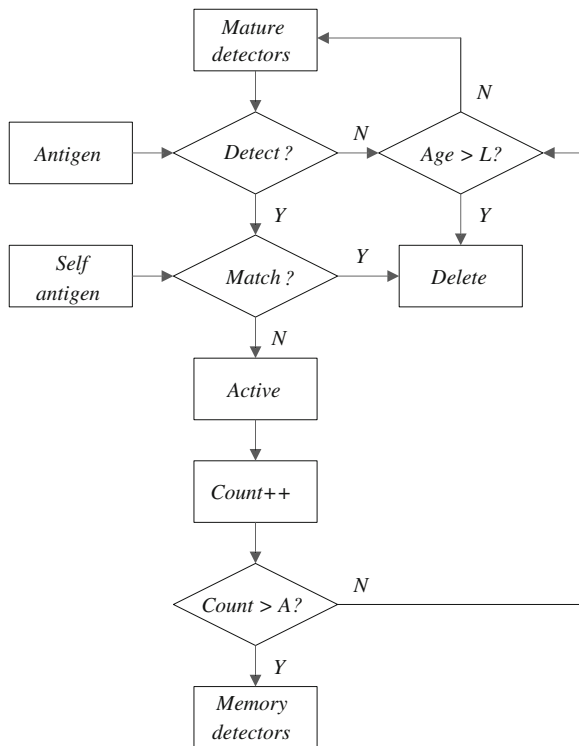 Mature
detectors
N
Antigen
Detect ?
N
Age > L?
Y
Y
Self
antigen
Match ?
Y
Delete
N
Active
Count++
Count > A?
N
Y
Memory
detectors